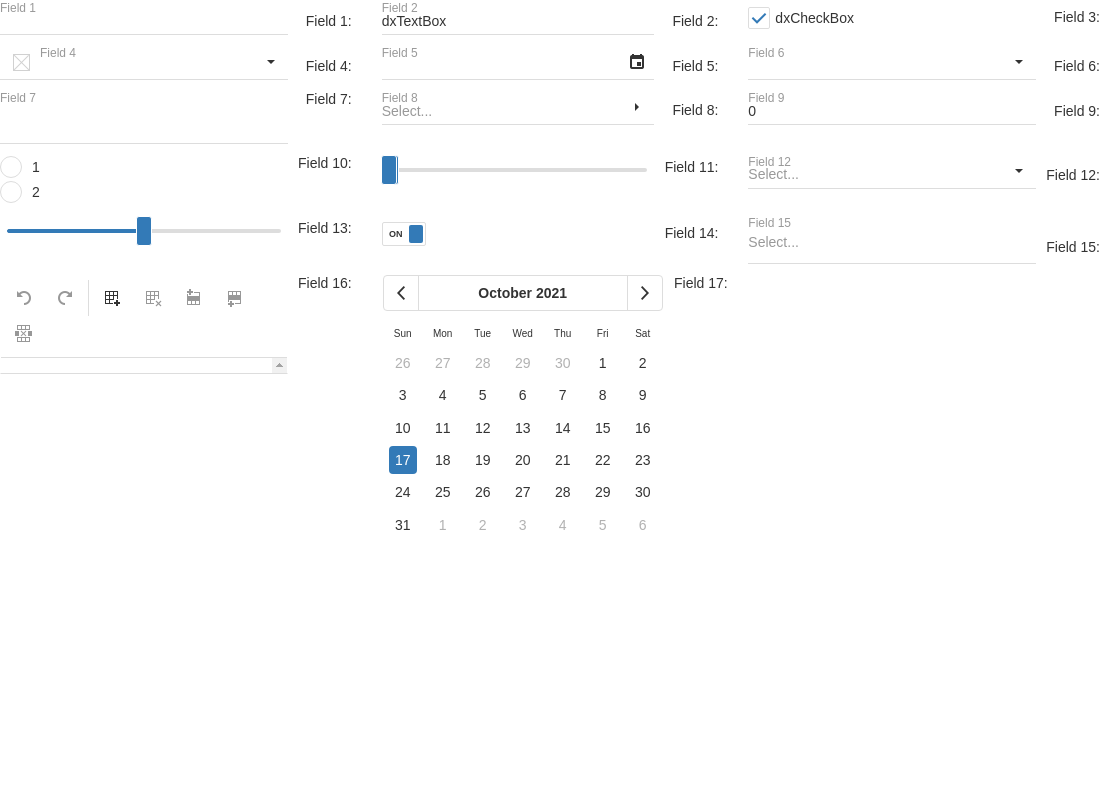 Field 1
Field 1:
Field 2
dxTextBox
Field 2:
dxCheckBox
Field 3:
Field 4
Field 4:
Field 5
Field 5:
Field 6
Field 6:
Field 7
Field 7:
Field 8
Select...
Field 8:
Field 9
0
Field 9:
1
2
Field 10:
Field 11:
Field 12
Select...
Field 12:
Field 13:
ON
Field 14:
Field 15
Select...
Field 15:
Field 16:
October 2021
Field 17:
Sun Mon Tue Wed Thu Fri Sat
26 27 28 29 30 1 2
3 4 5 6 7 8 9
10 11 12 13 14 15 16
17 18 19 20 21 22 23
24 25 26 27 28 29 30
31 1 2 3 4 5 6